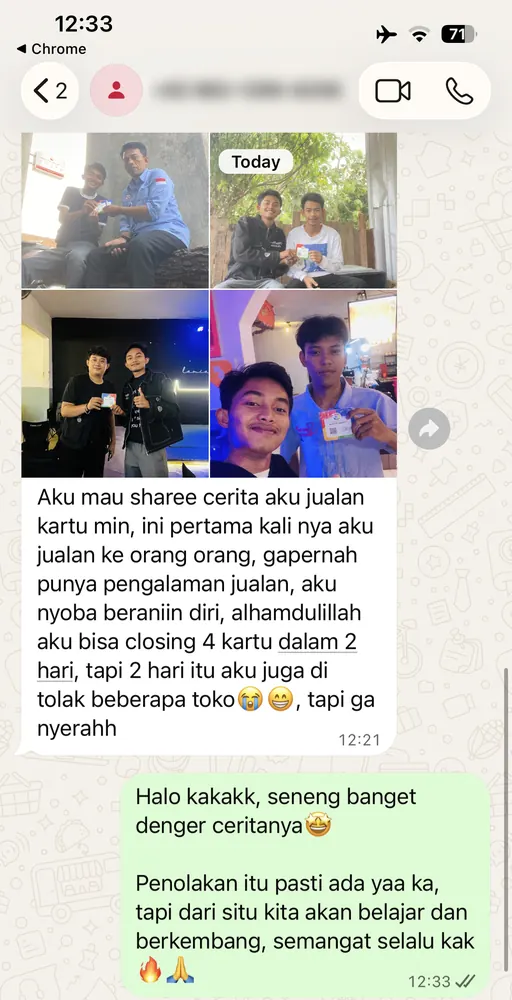 12:33
71
Chrome
2
Today
Aku mau sharee cerita aku jualan
kartu min, ini pertama kali nya aku
jualan ke orang orang, gapernah
punya pengalaman jualan, aku
nyoba beraniin diri, alhamdulillah
aku bisa closing 4 kartu dalam 2
hari, tapi 2 hari itu aku juga di
tolak beberapa toko😭😁, tapi ga
nyerahh
12:21
Halo kakakk, seneng banget
denger ceritanya🤩
Penolakan itu pasti ada yaa ka,
tapi dari situ kita akan belajar dan
berkembang, semangat selalu kak
🔥🙏
12:33